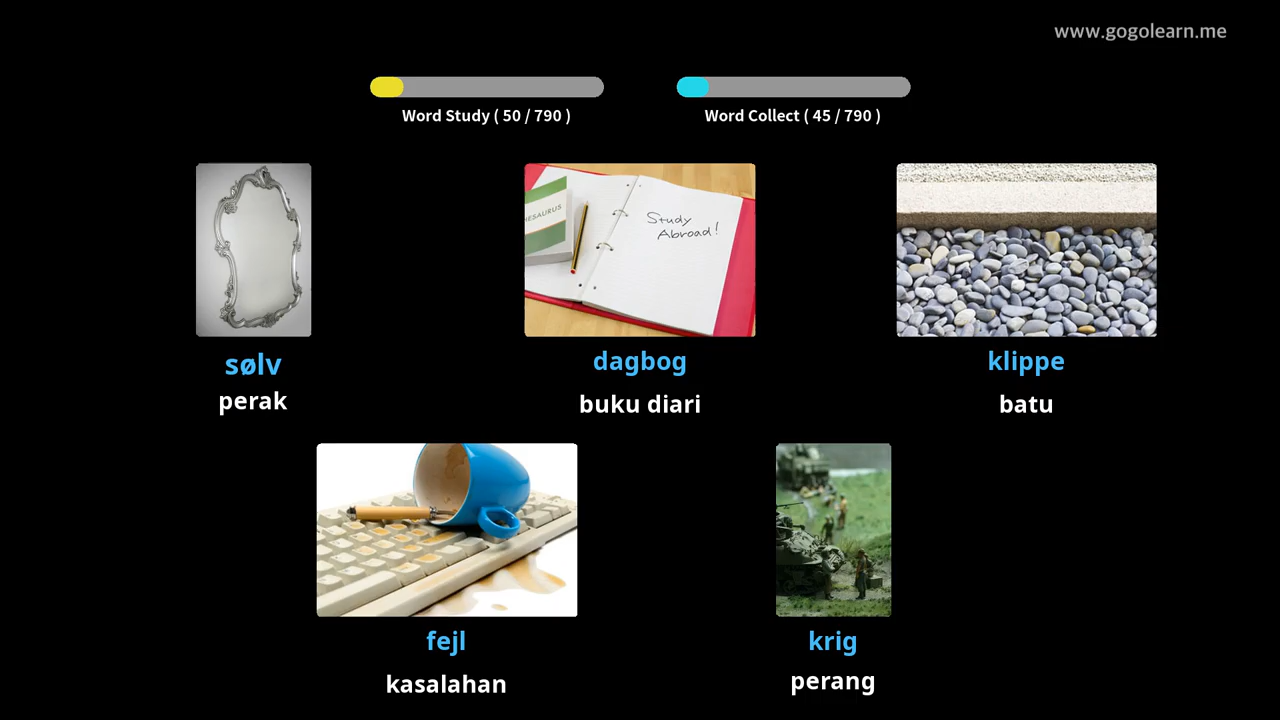 www.gogolearn.me
Word Study ( 50 / 790 )
Word Collect ( 45 / 790 )
HESAURUS
Study
Abroad!
sølv
perak
dagbog
buku diari
klippe
batu
fejl
kasalahan
krig
perang